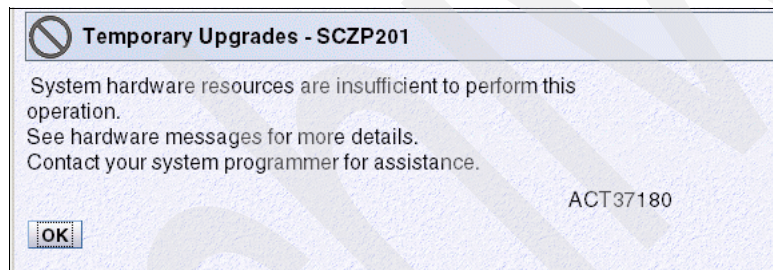 Temporary Upgrades - SCZP201
System hardware resources are insufficient to perform this
operation.
See hardware messages for more details.
Contact your system programmer for assistance.
ACT37180
OK